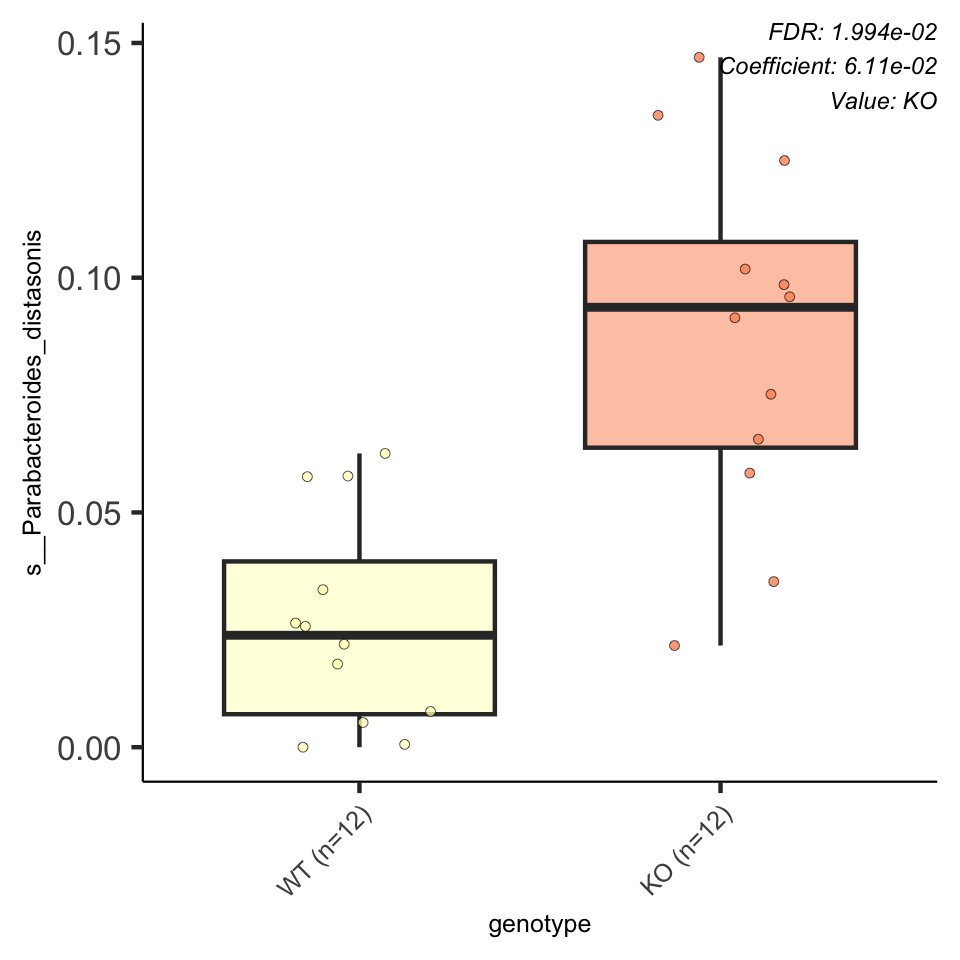 FDR: 1.994e-02
Coefficient: 6.11e-02
Value: KO
s__Parabacteroides_distasonis
0.15
0.10
0.05
0.00
WT (n=12)
KO (n=12)
genotype